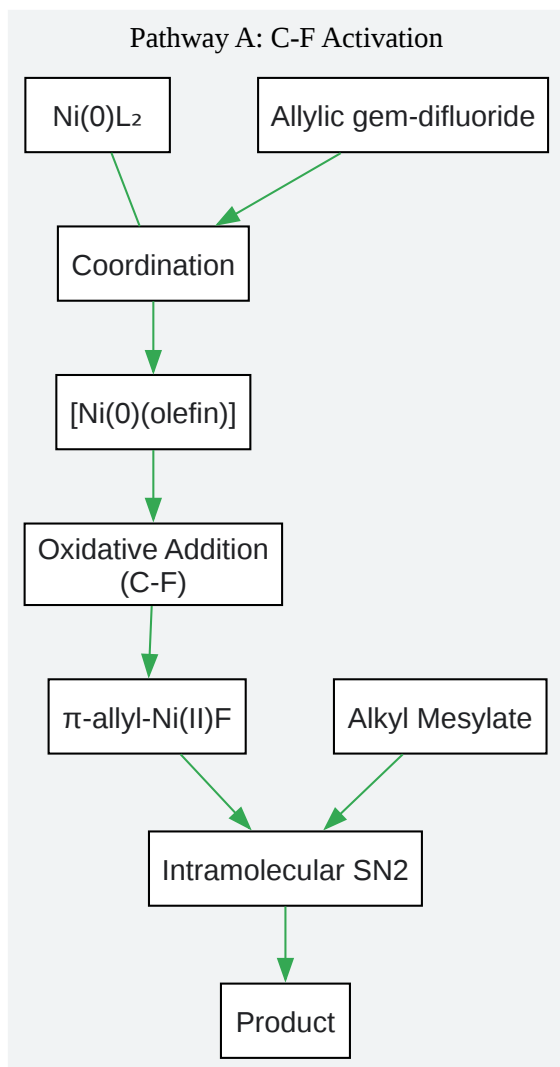 Pathway A: C-F Activation
Ni(0)L₂
Allylic gem-difluoride
Coordination
[Ni(0)(olefin)]
Oxidative Addition
(C-F)
π-allyl-Ni(II)F
Alkyl Mesylate
Intramolecular SN2
Product